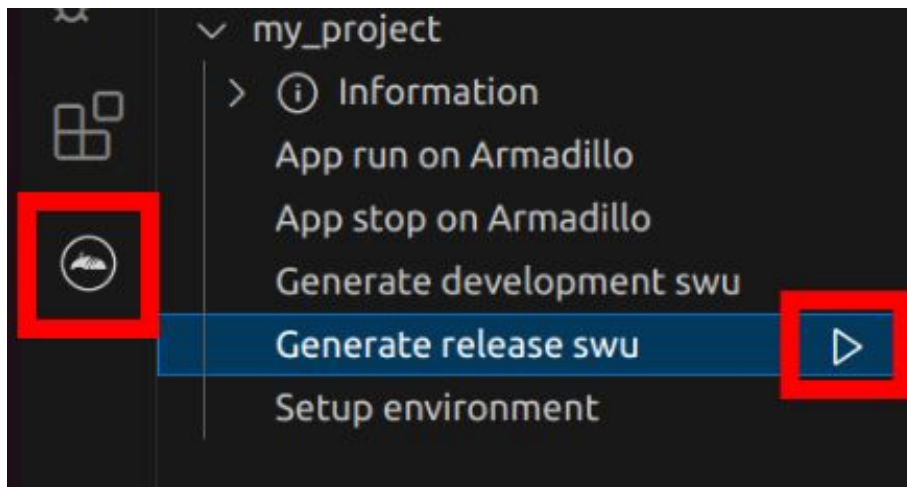 my_project
Information
App run on Armadillo
App stop on Armadillo
Generate development swu
Generate release swu
Setup environment